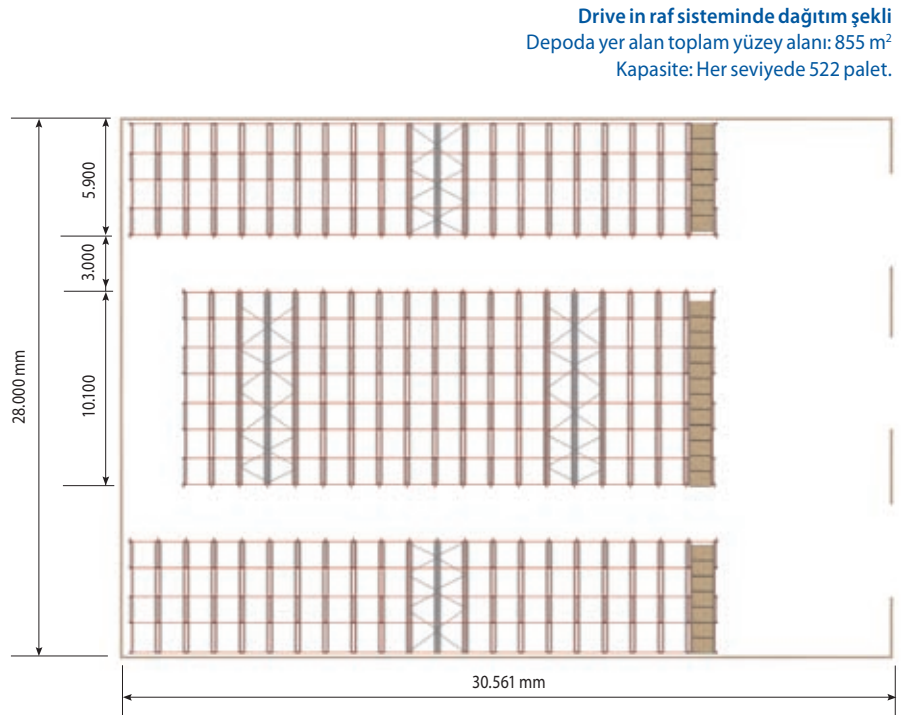 Drive in raf sisteminde dağıtım şekli
Depoda yer alan toplam yüzey alanı: 855 m²
Kapasite: Her seviyede 522 palet.
5.900
3.000
10.100
28.000 mm
30.561 mm